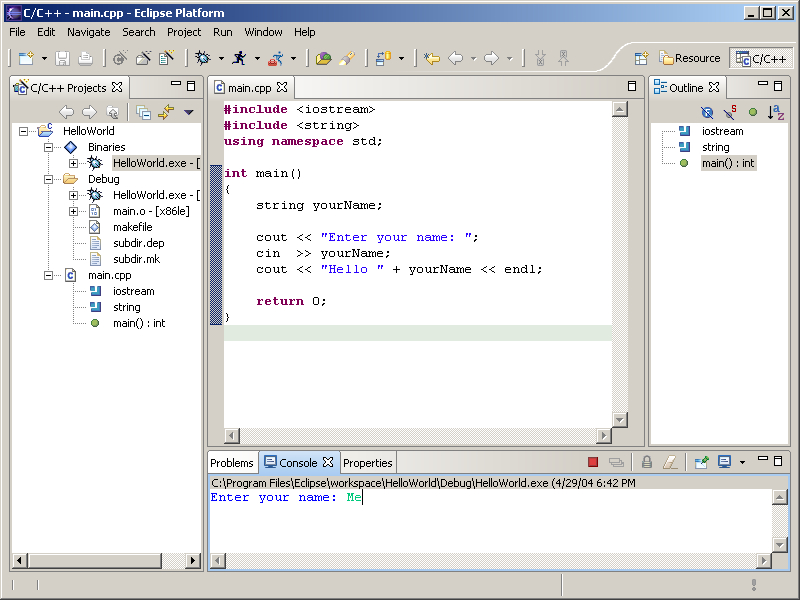 C/C++ - main.cpp - Eclipse Platform
File Edit Navigate Search Project Run Window Help
Resource C/C++
C/C++ Projects
HelloWorld
Binaries
HelloWorld.exe - [
Debug
HelloWorld.exe - [
main.o - [x86le]
makefile
subdir.dep
subdir.mk
main.cpp
iostream
string
main() : int
main.cpp
#include <iostream>
#include <string>
using namespace std;
int main()
{
string yourName;
cout << "Enter your name: ";
cin >> yourName;
cout << "Hello " + yourName << endl;
return 0;
}
Outline
iostream
string
main() : int
Problems Console Properties
C:\Program Files\Eclipse\workspace\HelloWorld\Debug\HelloWorld.exe (4/29/04 6:42 PM
Enter your name: Me